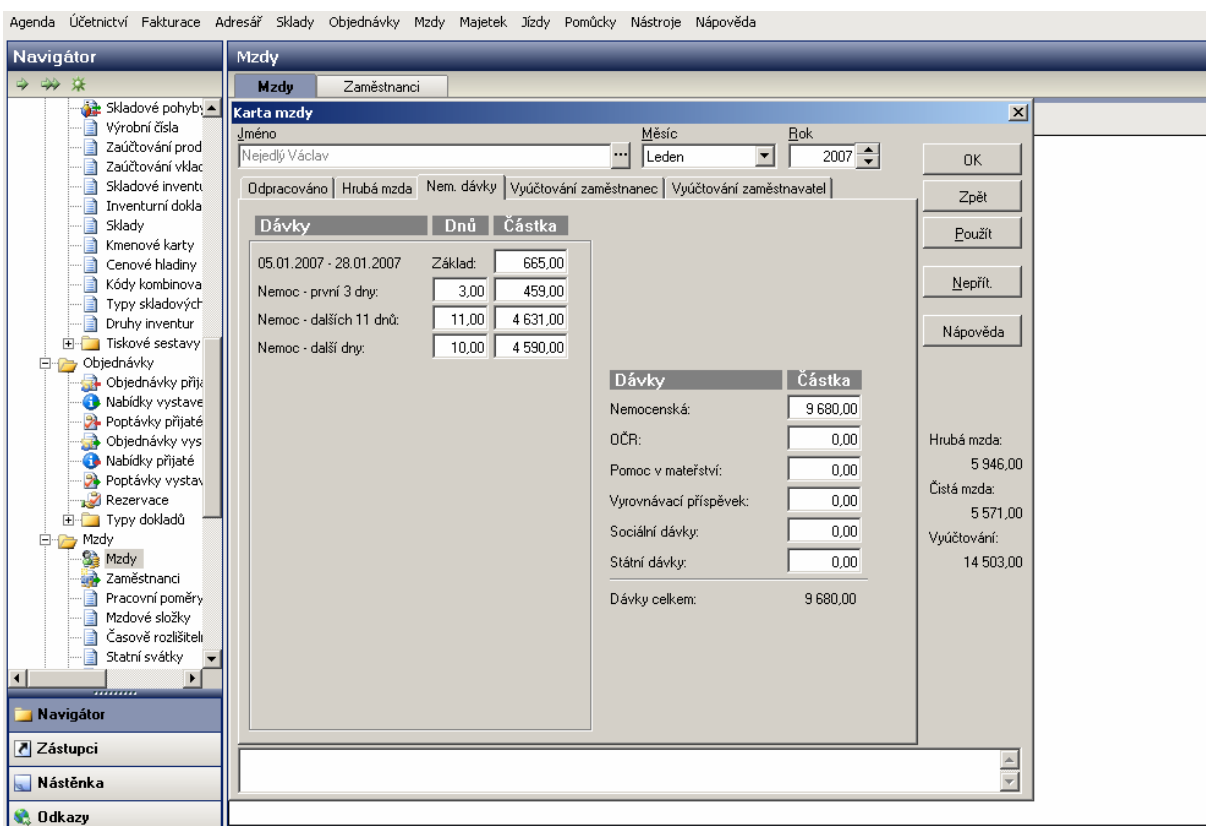 Agenda Účetnictví Fakturace Adresář Sklady Objednávky Mzdy Majetek Jízdy Pomůcky Nástroje Nápověda
Navigátor
Skladové pohyby
Výrobní čísla
Zaúčtování prod
Zaúčtování vklad
Skladové inventu
Inventurní dokla
Sklady
Kmenové karty
Cenové hladiny
Kódy kombinova
Typy skladových
Druhy inventur
Tiskové sestavy
Objednávky
Objednávky přija
Nabídky vystave
Poptávky přijaté
Objednávky vys
Nabídky přijaté
Poptávky vystav
Rezervace
Typy dokladů
Mzdy
Mzdy
Zaměstnanci
Pracovní poměry
Mzdové složky
Časově rozlišiteln
Statní svátky
Navigátor
Zástupci
Nástěnka
Odkazy
Mzdy
Mzdy Zaměstnanci
Karta mzdy
Jméno Měsíc Rok
Nejedlý Václav ... Leden 2007
Odpracováno Hrubá mzda Nem. dávky Vyúčtování zaměstnanec Vyúčtování zaměstnavatel
Dávky Dnů Částka
05.01.2007 - 28.01.2007 Základ: 665,00
Nemoc - první 3 dny: 3,00 459,00
Nemoc - dalších 11 dnů: 11,00 4 631,00
Nemoc - další dny: 10,00 4 590,00
Dávky Částka
Nemocenská: 9 680,00
OČR: 0,00
Pomoc v mateřství: 0,00
Vyrovnávací příspěvek: 0,00
Sociální dávky: 0,00
Státní dávky: 0,00
Dávky celkem: 9 680,00
OK
Zpět
Použít
Nepřít.
Nápověda
Hrubá mzda:
5 946,00
Čistá mzda:
5 571,00
Vyúčtování:
14 503,00